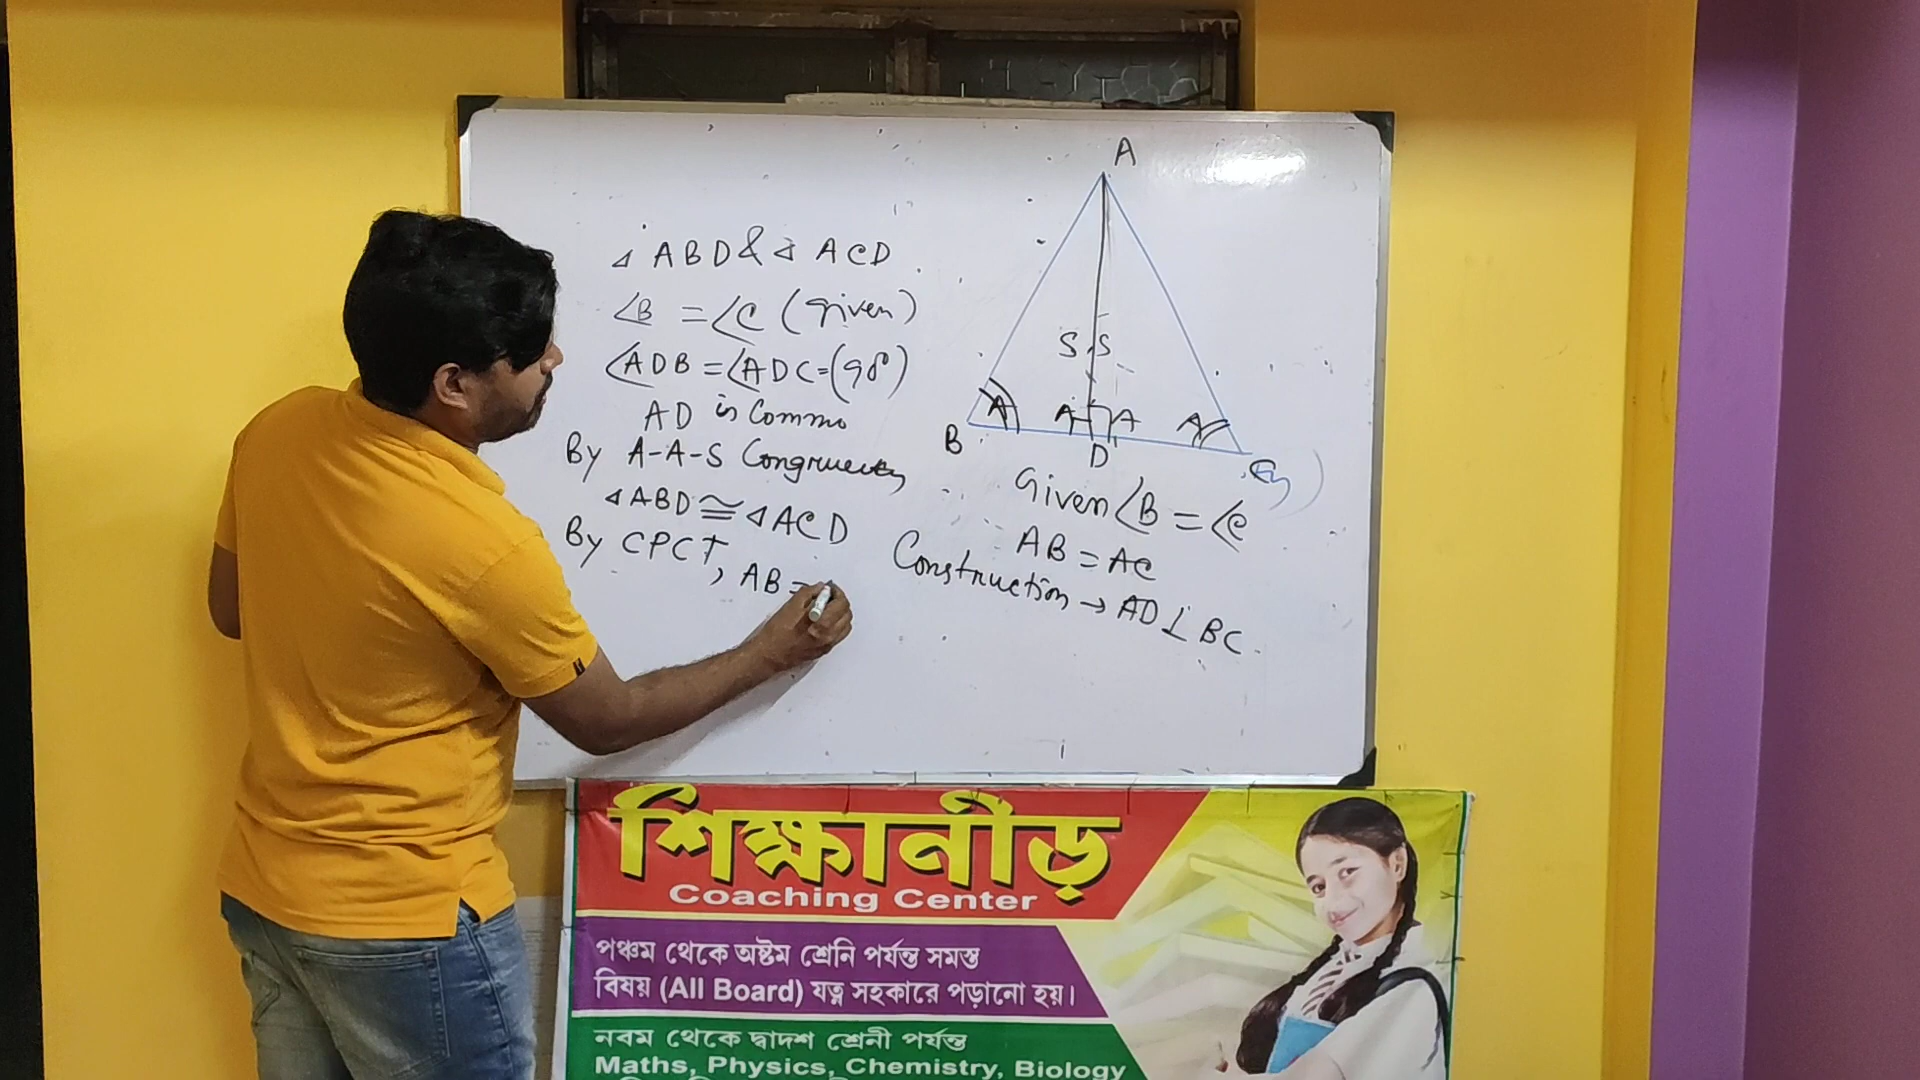 ⊿ ABD & ⊿ ACD
∠B = ∠C (Given)
∠ADB = ∠ADC = (90°)
AD is Commo
By A-A-S Congruency
⊿ABD ≅ ⊿ACD
By CPCT, AB =
A
S S
A A A A
B D C
Given ∠B = ∠C
AB = AC
Construction → AD ⊥ BC
শিক্ষানীড়
Coaching Center
পঞ্চম থেকে অষ্টম শ্রেনি পর্যন্ত সমস্ত
বিষয় (All Board) যত্ন সহকারে পড়ানো হয়।
নবম থেকে দ্বাদশ শ্রেনী পর্যন্ত
Maths, Physics, Chemistry, Biology